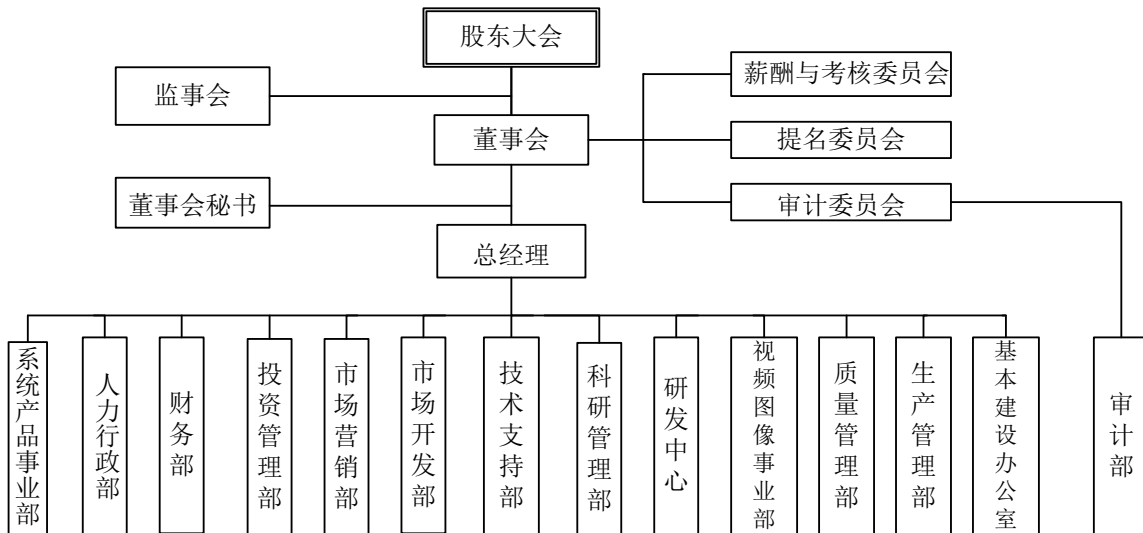 股东大会
监事会
薪酬与考核委员会
董事会
提名委员会
董事会秘书
审计委员会
总经理
系统产品事业部
人力行政部
财务部
投资管理部
市场营销部
市场开发部
技术支持部
科研管理部
研发中心
视频图像事业部
质量管理部
生产管理部
基本建设办公室
审计部